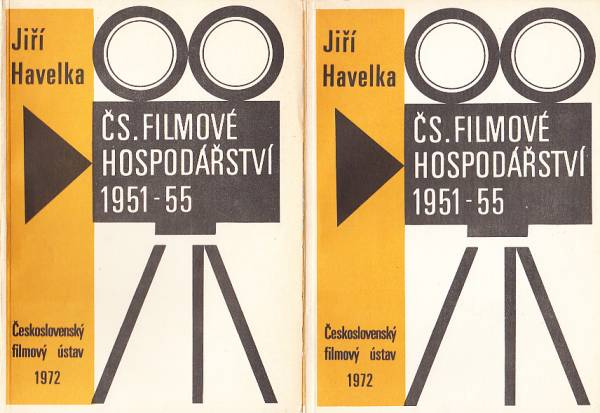 Jiří
Havelka
ČS. FILMOVÉ
HOSPODÁŘSTVÍ
1951-55
Československý
filmový ústav
1972
Jiří
Havelka
ČS. FILMOVÉ
HOSPODÁŘSTVÍ
1951-55
Československý
filmový ústav
1972